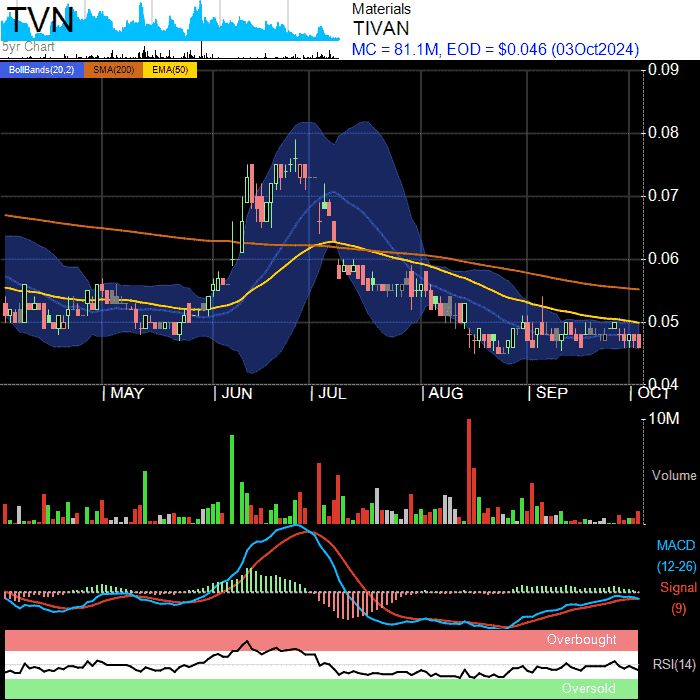 TVN
5yr Chart
Materials
TIVAN
MC = 81.1M, EOD = $0.046 (03Oct2024)
BollBands(20,2) SMA(200) EMA(50)
0.09
0.08
0.07
0.06
0.05
0.04
MAY JUN JUL AUG SEP OCT
10M
Volume
MACD
(12-26)
Signal
(9)
Overbought
RSI(14)
Oversold